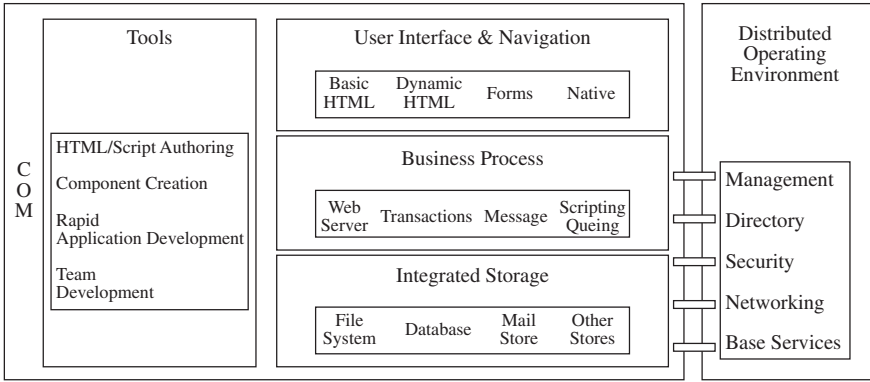 COM
Tools
HTML/Script Authoring
Component Creation
Rapid
Application Development
Team
Development
User Interface & Navigation
Basic HTML
Dynamic HTML
Forms
Native
Business Process
Web Server
Transactions
Message
Scripting Queing
Integrated Storage
File System
Database
Mail Store
Other Stores
Distributed
Operating
Environment
Management
Directory
Security
Networking
Base Services